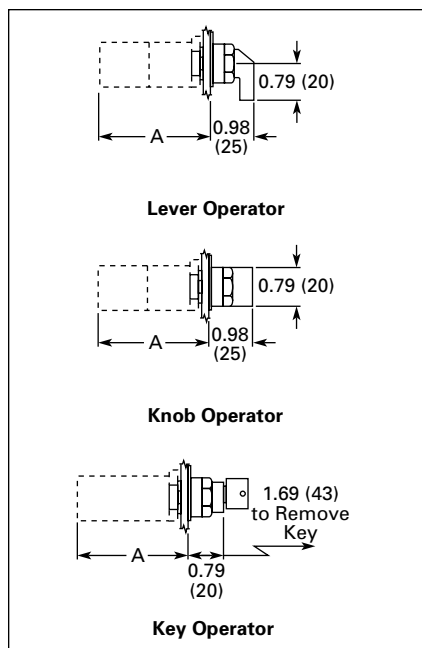 0.79 (20)
A
0.98
(25)
Lever Operator
0.79 (20)
A
0.98
(25)
Knob Operator
1.69 (43)
to Remove
Key
A
0.79
(20)
Key Operator